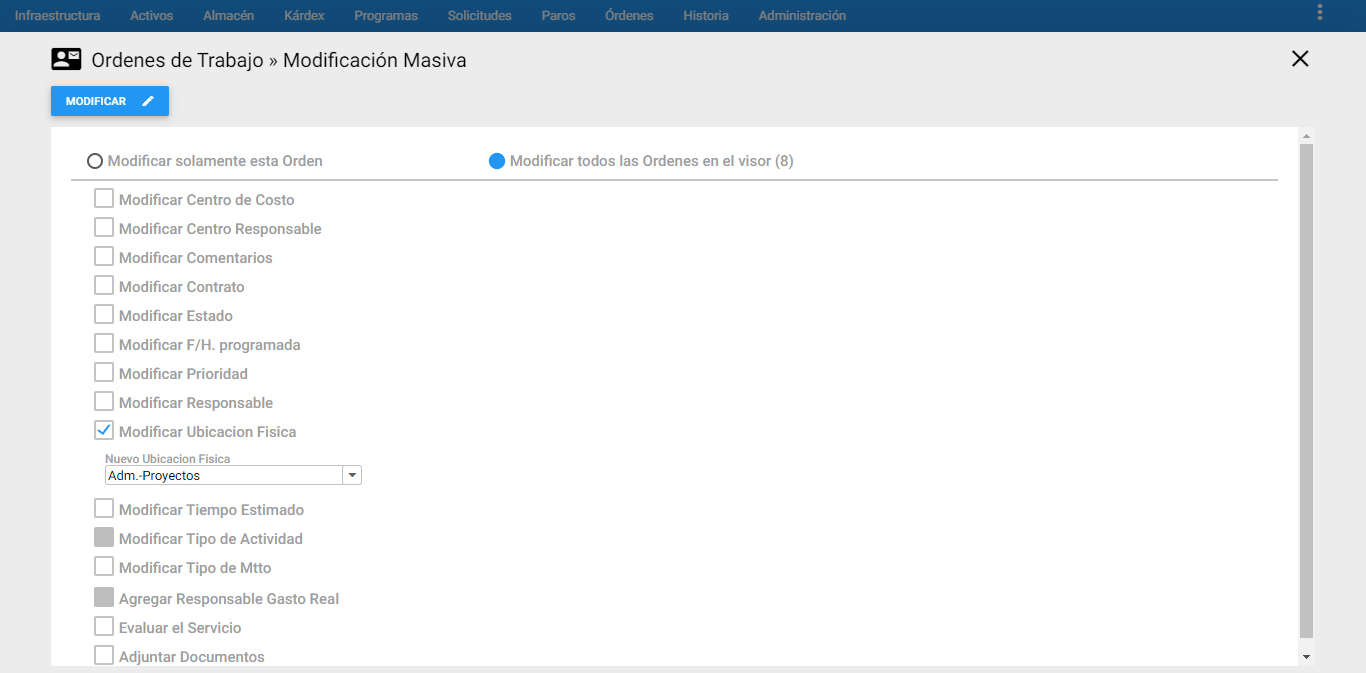 Infraestructura Activos Almacén Kárdex Programas Solicitudes Paros Órdenes Historia Administración
Ordenes de Trabajo » Modificación Masiva
MODIFICAR
Modificar solamente esta Orden Modificar todos las Ordenes en el visor (8)
Modificar Centro de Costo
Modificar Centro Responsable
Modificar Comentarios
Modificar Contrato
Modificar Estado
Modificar F/H. programada
Modificar Prioridad
Modificar Responsable
Modificar Ubicacion Fisica
Nuevo Ubicacion Fisica
Adm.-Proyectos
Modificar Tiempo Estimado
Modificar Tipo de Actividad
Modificar Tipo de Mtto
Agregar Responsable Gasto Real
Evaluar el Servicio
Adjuntar Documentos